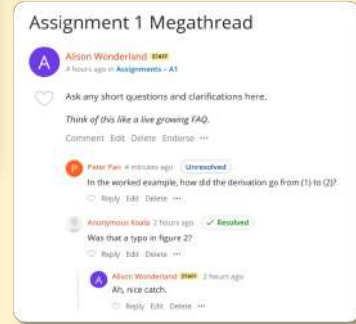 Assignment 1 Megathread
A
Alison Wonderland STAFF
4 hours ago in Assignments – A1
Ask any short questions and clarifications here.
Think of this like a live growing FAQ.
Comment Edit Delete Endorse ···
P
Peter Pan 4 minutes ago Unresolved
In the worked example, how did the derivation go from (1) to (2)?
Reply Edit Delete ···
Anonymous Koala 2 hours ago ✓ Resolved
Was that a typo in figure 2?
Reply Edit Delete ···
A
Alison Wonderland STAFF 2 hours ago
Ah, nice catch.
Reply Edit Delete ···